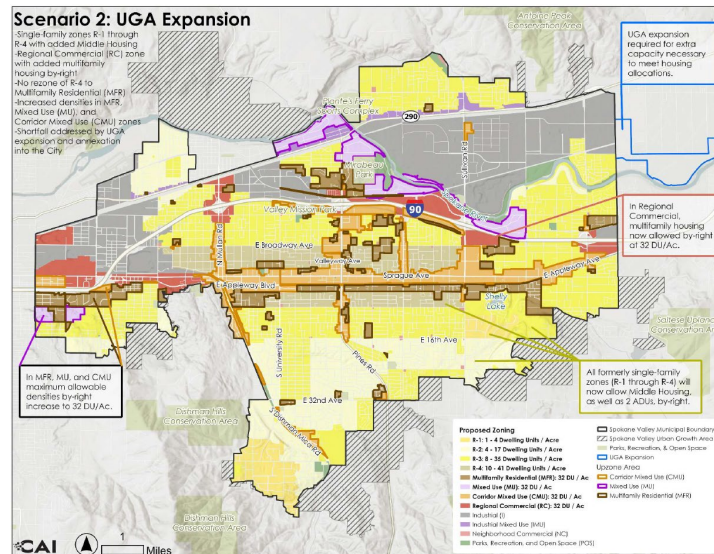 Scenario 2: UGA Expansion
-Single-family zones R-1 through
R-4 with added Middle Housing
-Regional Commercial (RC) zone
with added multifamily
housing by-right
-No rezone of R-4 to
Multifamily Residential (MFR)
-Increased densities in MFR,
Mixed Use (MU), and
Corridor Mixed Use (CMU) zones
-Shortfall addressed by UGA
expansion and annexation
into the City
Antoine Peak
Conservation Area
UGA expansion
required for extra
capacity necessary
to meet housing
allocations.
290
Sullivan Rd
Mirabeau
Park
90
Valley Mission Park
N Mullan Rd
E Broadway Ave
Valleyway Ave
Sprague Ave
E Appleway Ave
E Appleway Blvd
In Regional
Commercial,
multifamily housing
now allowed by-right
at 32 DU/Ac.
Shelly
Lake
S University Rd
E 16th Ave
Pines Rd
E 32nd Ave
S Dishman Mica Rd
Saltese Upland
Conservation Area
In MFR, MU, and CMU
maximum allowable
densities by-right
increase to 32 DU/Ac.
All formerly single-family
zones (R-1 through R-4) will
now allow Middle Housing,
as well as 2 ADUs, by-right.
Dishman Hills
Conservation Area
Dishman Hills
Conservation Area
Proposed Zoning
R-1: 1 - 4 Dwelling Units / Acre
R-2: 4 - 17 Dwelling Units / Acre
R-3: 8 - 35 Dwelling Units / Acre
R-4: 10 - 41 Dwelling Units / Acre
Multifamily Residential (MFR): 32 DU / Ac
Mixed Use (MU): 32 DU / Ac
Corridor Mixed Use (CMU): 32 DU / Ac
Regional Commercial (RC): 32 DU / Ac
Industrial (I)
Industrial Mixed Use (IMU)
Neighborhood Commercial (NC)
Parks, Recreation, and Open Space (POS)
Spokane Valley Municipal Boundary
Spokane Valley Urban Growth Area
Parks, Recreation, & Open Space
UGA Expansion
Upzone Area
Corridor Mixed Use (CMU)
Mixed Use (MU)
Multifamily Residential (MFR)
CAI
1
Miles